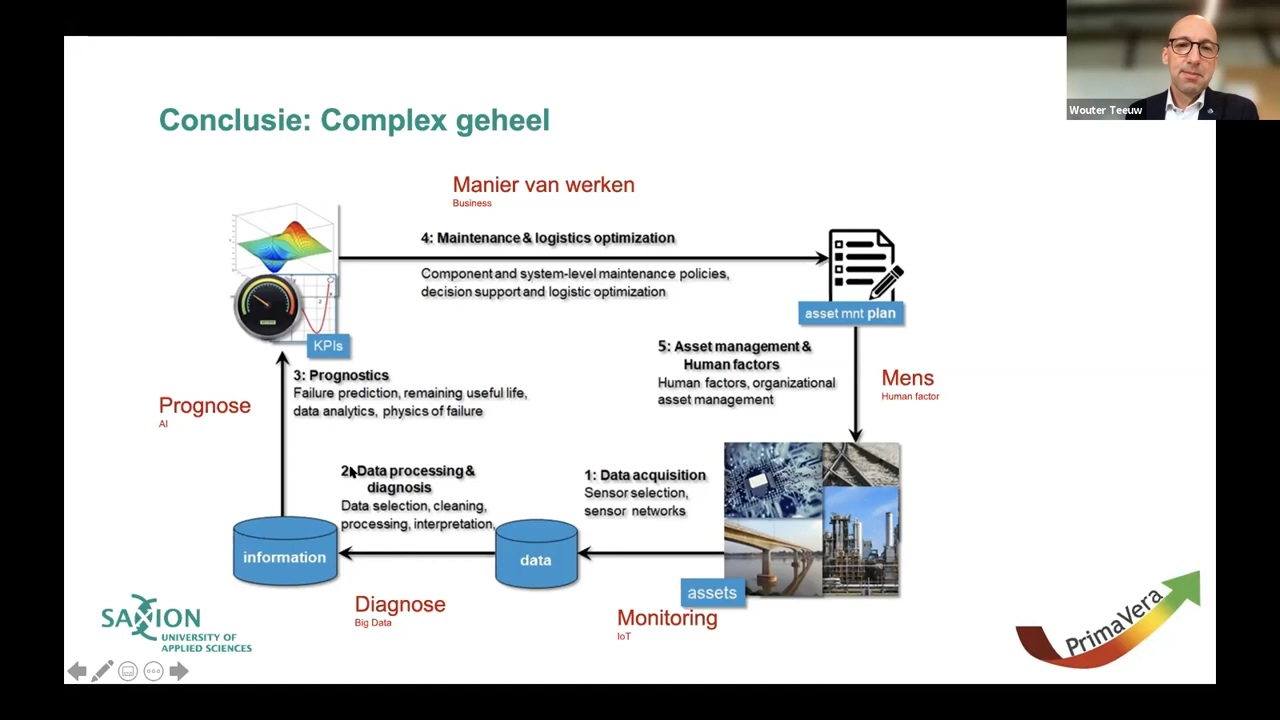 Wouter Teeuw
Conclusie: Complex geheel
Manier van werken
Business
4: Maintenance & logistics optimization
Component and system-level maintenance policies,
decision support and logistic optimization
asset mnt plan
KPIs
5: Asset management &
Human factors
Human factors, organizational
asset management
Mens
Human factor
3: Prognostics
Failure prediction, remaining useful life,
data analytics, physics of failure
Prognose
AI
2: Data processing &
diagnosis
Data selection, cleaning,
processing, interpretation,
1: Data acquisition
Sensor selection,
sensor networks
information
data
assets
Diagnose
Big Data
Monitoring
IoT
SAXION
UNIVERSITY OF
APPLIED SCIENCES
PrimaVera